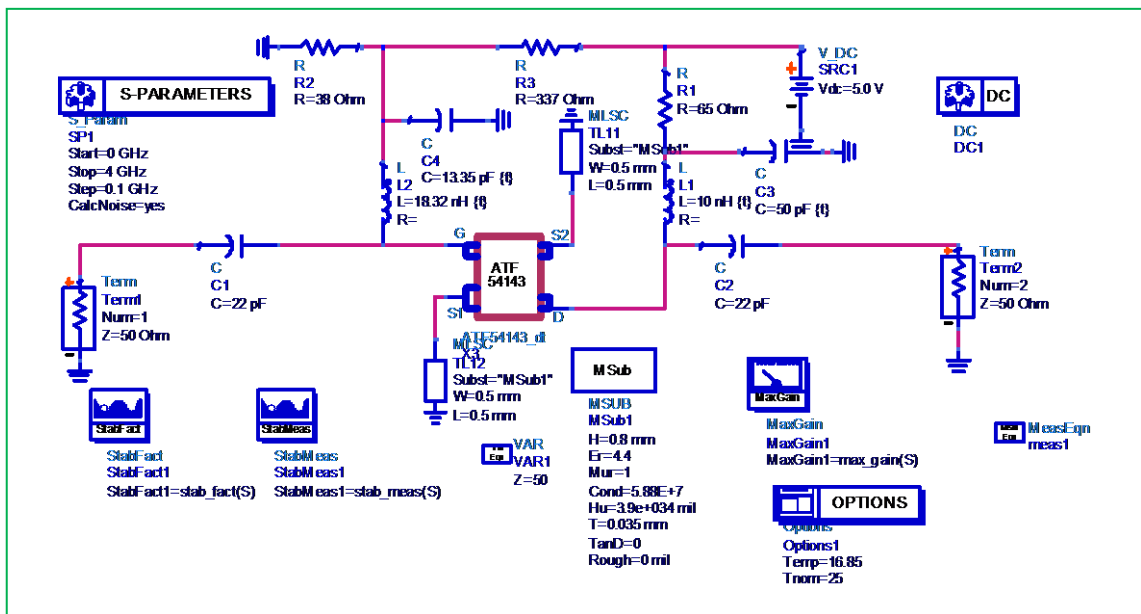 S-PARAMETERS
S_Param
SP1
Start=0 GHz
Stop=4 GHz
Step=0.1 GHz
CalcNoise=yes
R
R2
R=38 Ohm
R
R3
R=337 Ohm
R
R1
R=65 Ohm
V_DC
SRC1
Vdc=5.0 V
DC
DC
DC1
C
C4
C=13.35 pF {t}
MLSC
TL11
Subst="MSub1"
W=0.5 mm
L=0.5 mm
L
L2
L=18.32 nH {t}
R=
L
L1
L=10 nH {t}
R=
C
C3
C=50 pF {t}
Term
Term1
Num=1
Z=50 Ohm
C
C1
C=22 pF
G
S2
ATF
54143
S1
D
ATF54143_dt
X3
C
C2
C=22 pF
Term
Term2
Num=2
Z=50 Ohm
MLSC
TL12
Subst="MSub1"
W=0.5 mm
L=0.5 mm
MSub
MSUB
MSub1
H=0.8 mm
Er=4.4
Mur=1
Cond=5.88E+7
Hu=3.9e+034 mil
T=0.035 mm
TanD=0
Rough=0 mil
StabFact
StabFact
StabFact1
StabFact1=stab_fact(S)
StabMeas
StabMeas
StabMeas1
StabMeas1=stab_meas(S)
Eqn
VAR
VAR1
Z=50
MaxGain
MaxGain
MaxGain1
MaxGain1=max_gain(S)
Eqn
MeasEqn
meas1
OPTIONS
Options
Options1
Temp=16.85
Tnom=25